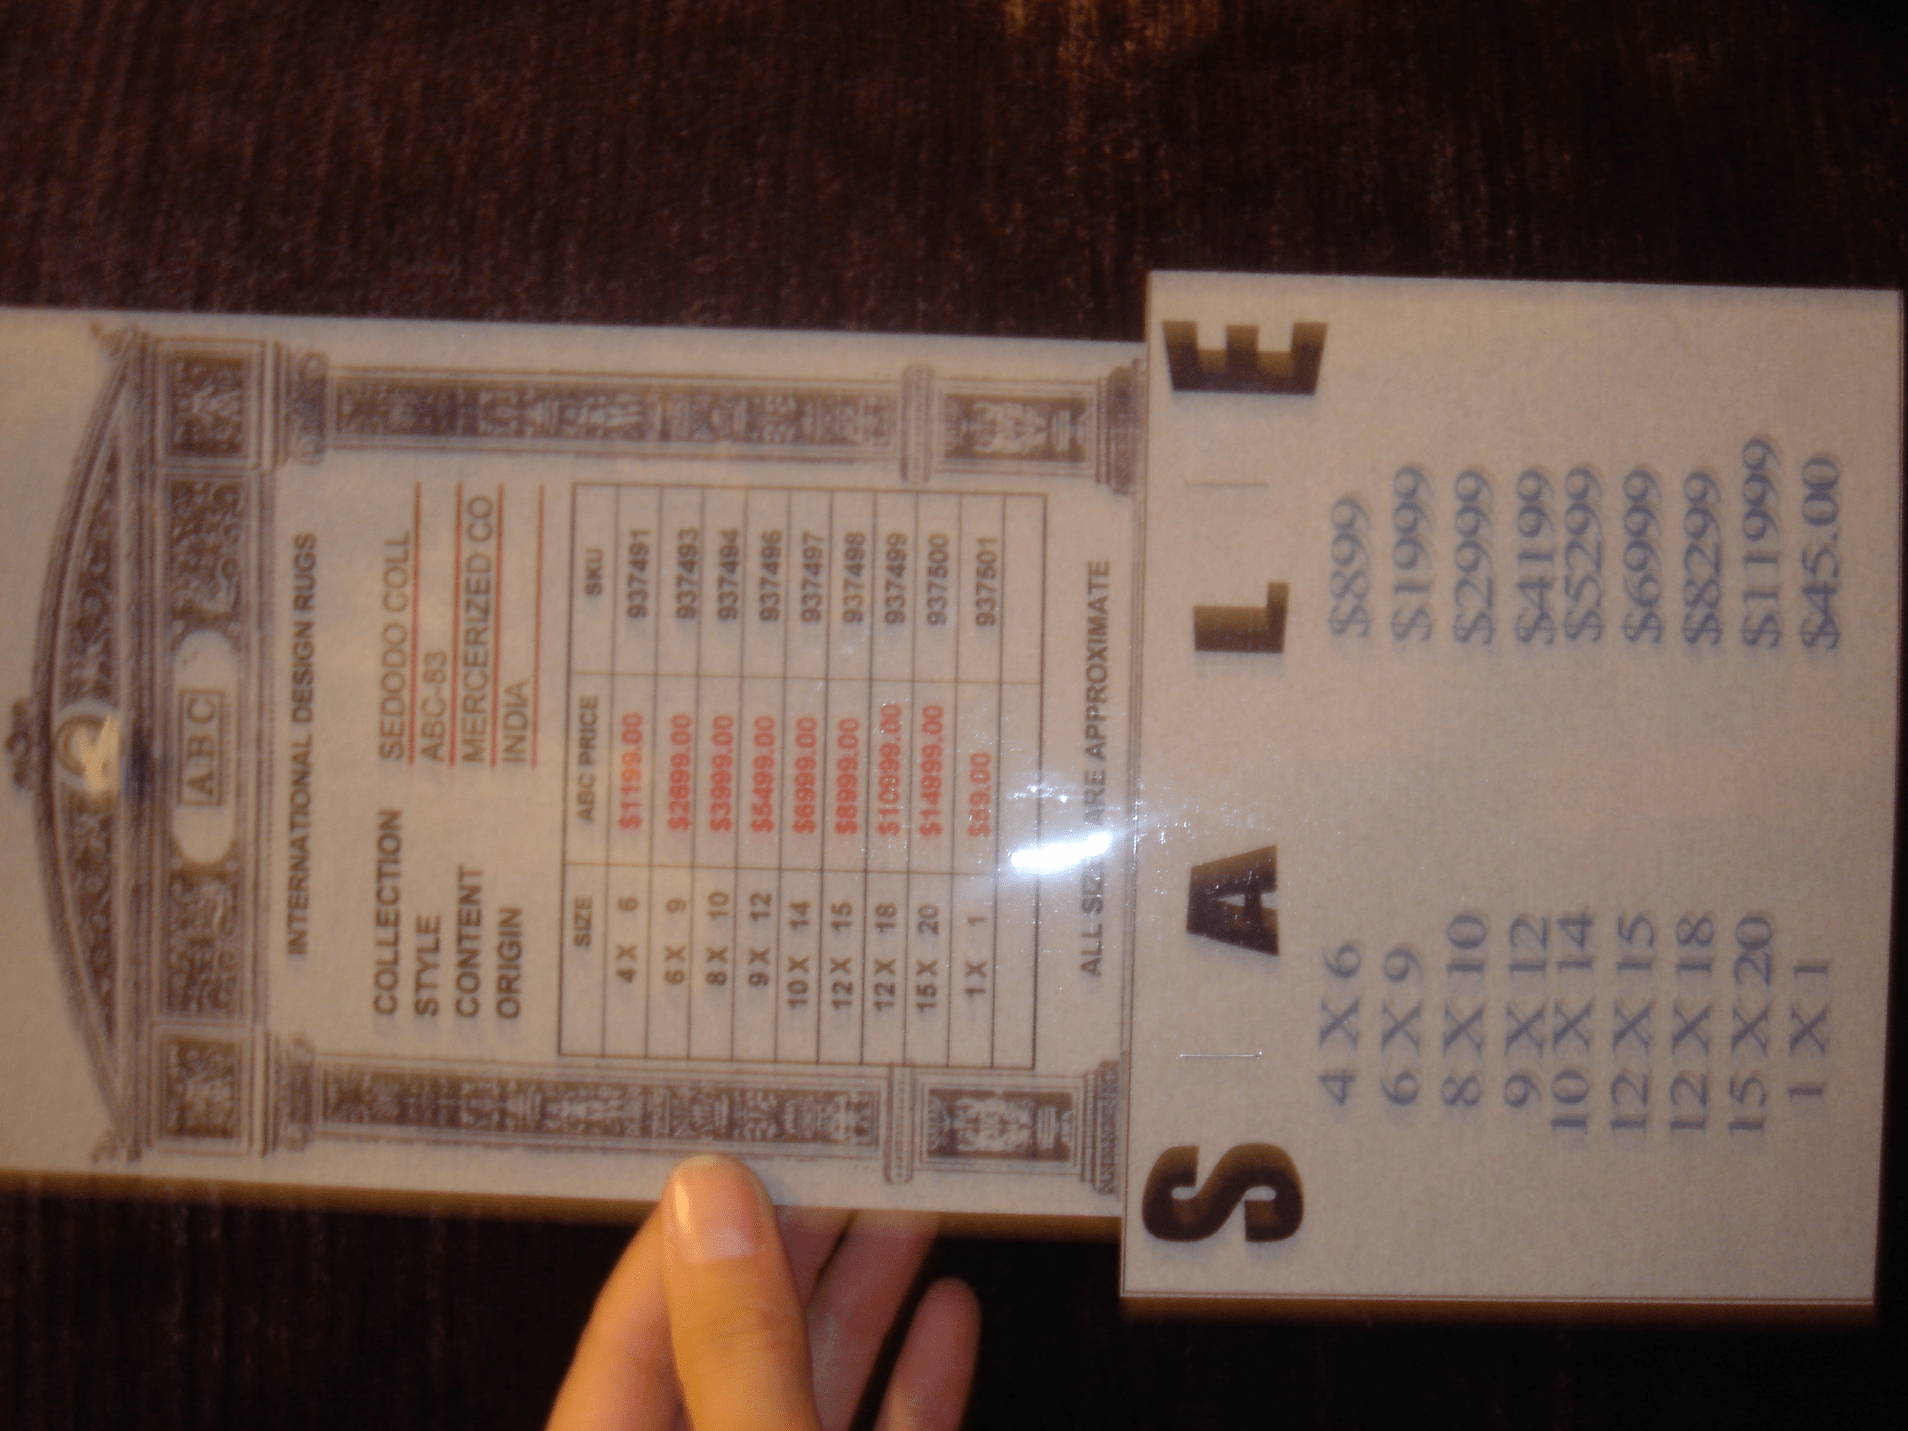 ABC
INTERNATIONAL DESIGN RUGS
COLLECTION SEDODO COLL
STYLE ABC-83
CONTENT MERCERIZED CO
ORIGIN INDIA
SIZE ABC PRICE SKU
4 X 6 $1199.00 937491
6 X 9 $2699.00 937493
8 X 10 $3999.00 937494
9 X 12 $5499.00 937496
10 X 14 $6999.00 937497
12 X 15 $8999.00 937498
12 X 18 $10999.00 937499
15 X 20 $14999.00 937500
1 X 1 $59.00 937501
ALL SIZES ARE APPROXIMATE
SALE
4 X 6 $899
6 X 9 $1999
8 X 10 $2999
9 X 12 $4199
10 X 14 $5299
12 X 15 $6999
12 X 18 $8299
15 X 20 $11999
1 X 1 $45.00